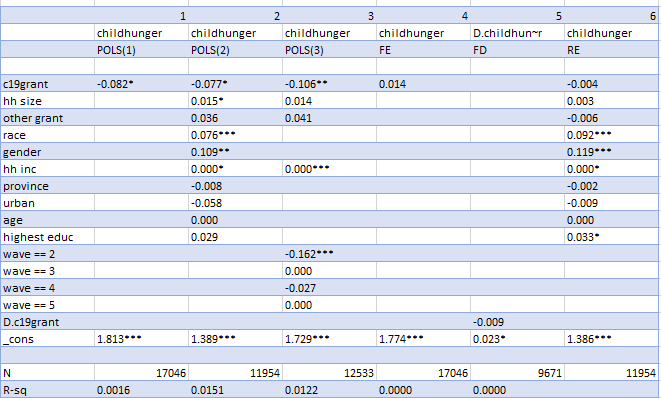 1 2 3 4 5 6
childhunger childhunger childhunger childhunger D.childhun~r childhunger
POLS(1) POLS(2) POLS(3) FE FD RE
c19grant -0.082* -0.077* -0.106** 0.014 -0.004
hh size 0.015* 0.014 0.003
other grant 0.036 0.041 -0.006
race 0.076*** 0.092***
gender 0.109** 0.119***
hh inc 0.000* 0.000*** 0.000*
province -0.008 -0.002
urban -0.058 -0.009
age 0.000 0.000
highest educ 0.029 0.033*
wave == 2 -0.162***
wave == 3 0.000
wave == 4 -0.027
wave == 5 0.000
D.c19grant -0.009
_cons 1.813*** 1.389*** 1.729*** 1.774*** 0.023* 1.386***
N 17046 11954 12533 17046 9671 11954
R-sq 0.0016 0.0151 0.0122 0.0000 0.0000